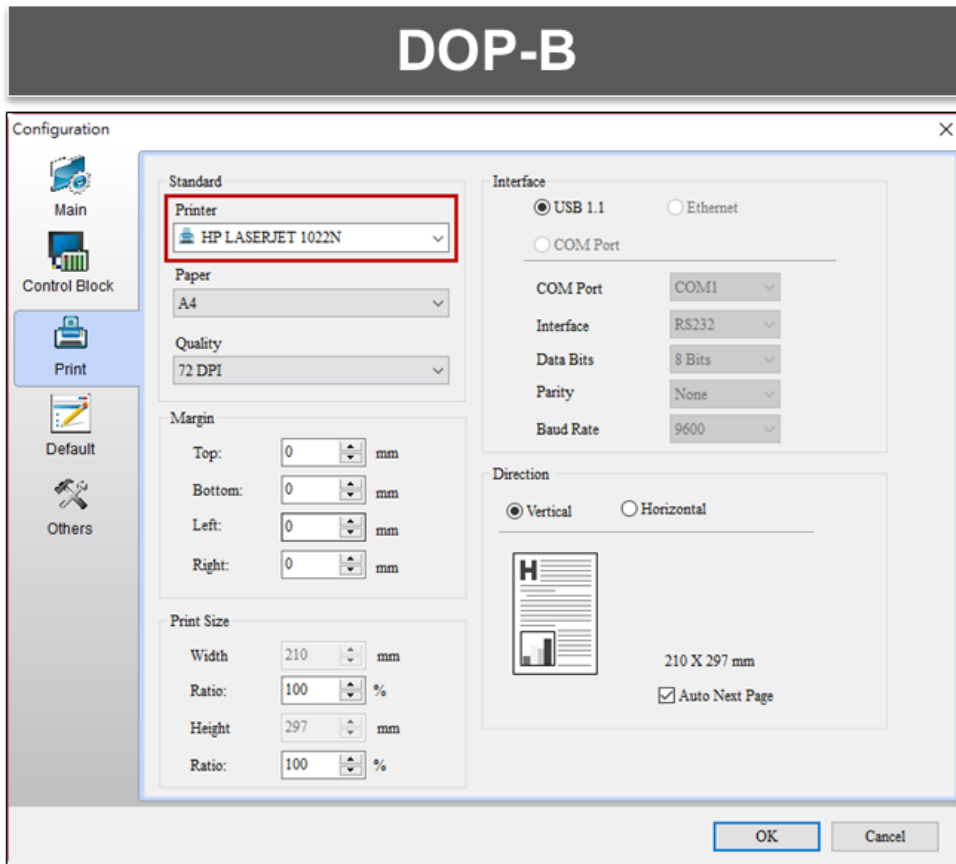 DOP-B
Configuration
Main
Control Block
Print
Default
Others
Standard
Printer
HP LASERJET 1022N
Paper
A4
Quality
72 DPI
Margin
Top: 0 mm
Bottom: 0 mm
Left: 0 mm
Right: 0 mm
Print Size
Width 210 mm
Ratio: 100 %
Height 297 mm
Ratio: 100 %
Interface
USB 1.1 Ethernet
COM Port
COM Port COM1
Interface RS232
Data Bits 8 Bits
Parity None
Baud Rate 9600
Direction
Vertical Horizontal
H
210 X 297 mm
Auto Next Page
OK Cancel